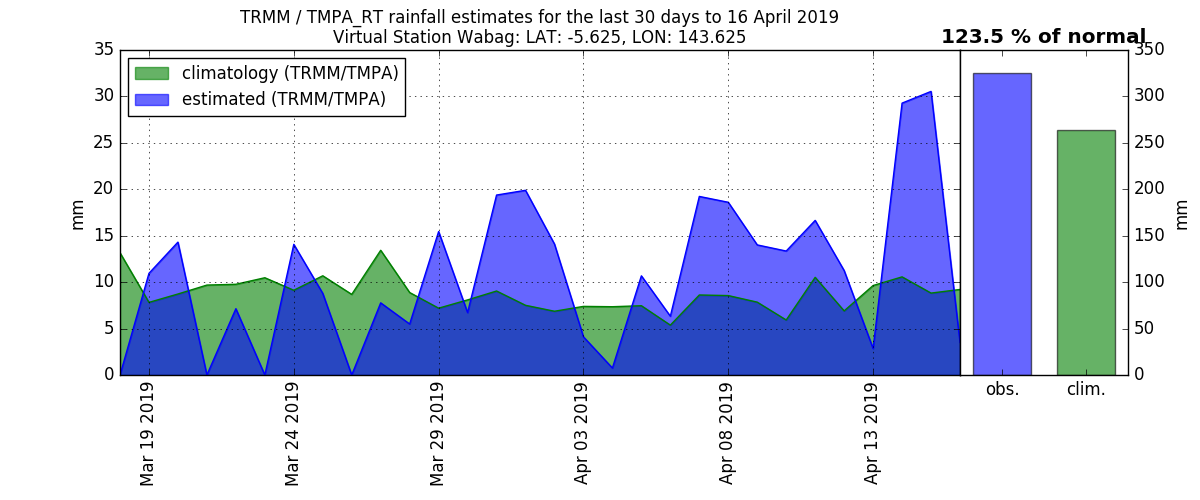 TRMM / TMPA_RT rainfall estimates for the last 30 days to 16 April 2019
Virtual Station Wabag: LAT: -5.625, LON: 143.625
123.5 % of normal
climatology (TRMM/TMPA)
estimated (TRMM/TMPA)
35
30
25
20
15
10
5
0
mm
Mar 19 2019
Mar 24 2019
Mar 29 2019
Apr 03 2019
Apr 08 2019
Apr 13 2019
350
300
250
200
150
100
50
0
mm
obs.
clim.